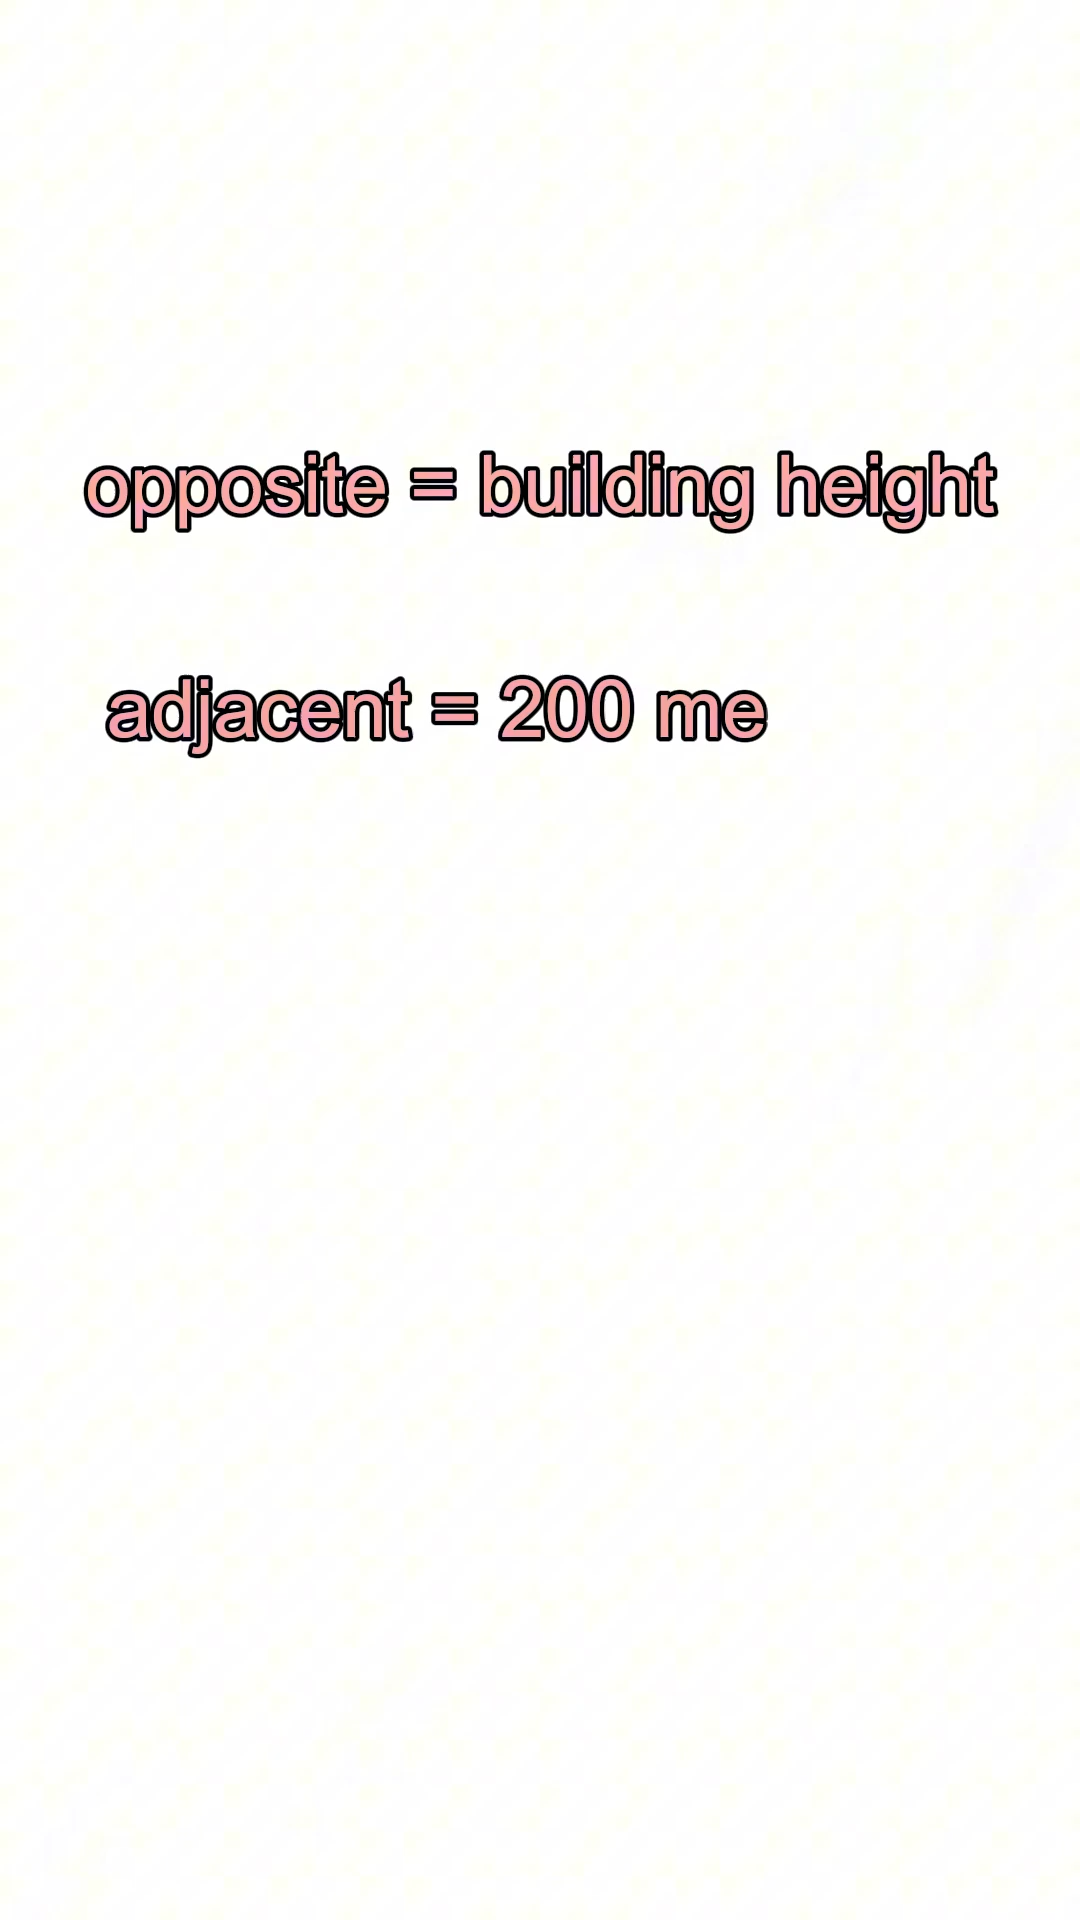 opposite = building height
adjacent = 200 me